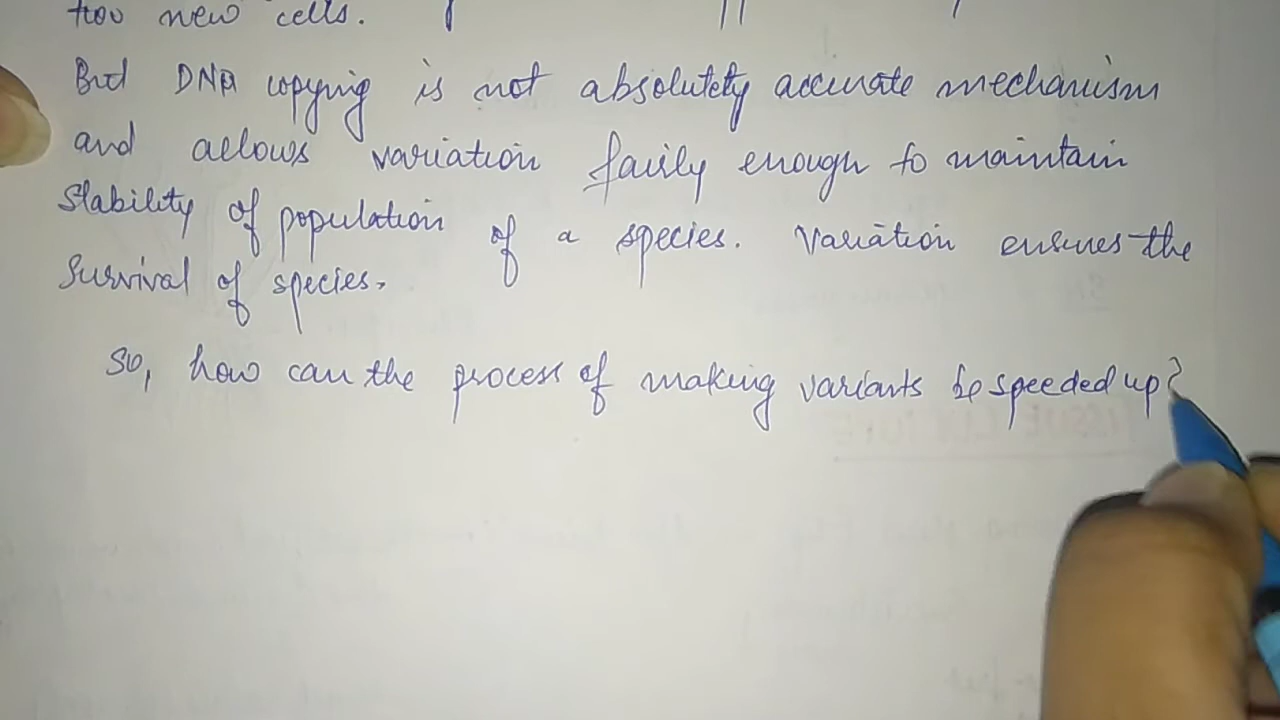 two new cells.
But DNA copying is not absolutely accurate mechanism
and allows variation fairly enough to maintain
stability of population of a species. Variation ensures the
survival of species.
So, how can the process of making variants be speeded up?